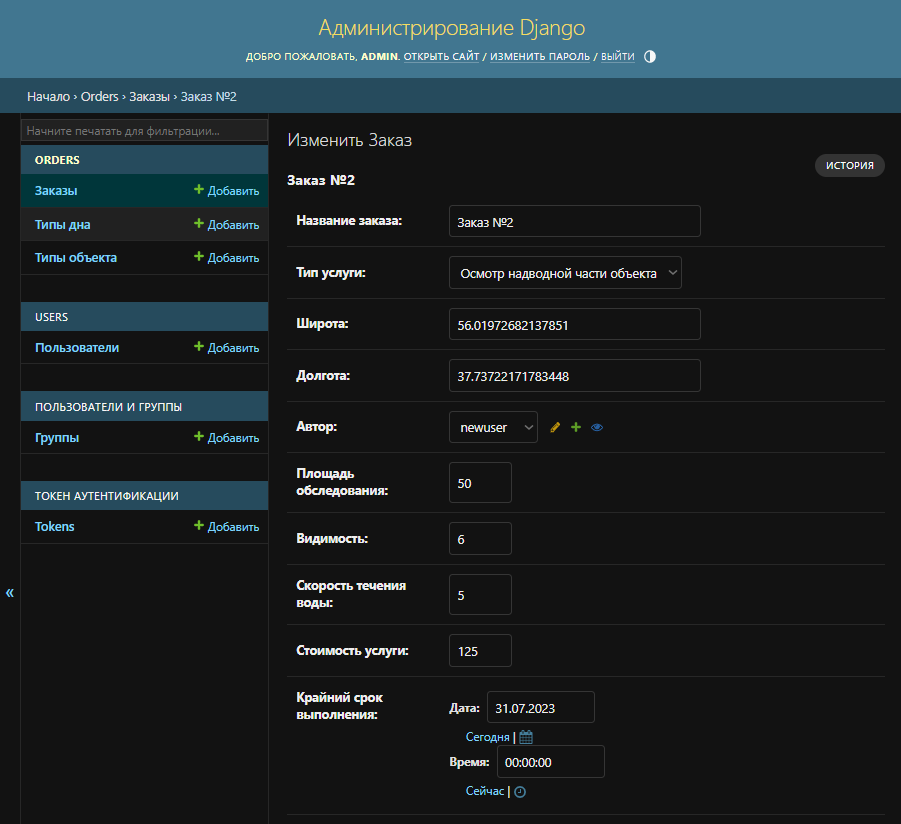 Администрирование Django
ДОБРО ПОЖАЛОВАТЬ, ADMIN. ОТКРЫТЬ САЙТ / ИЗМЕНИТЬ ПАРОЛЬ / ВЫЙТИ
Начало › Orders › Заказы › Заказ №2
Начните печатать для фильтрации...
ORDERS
Заказы + Добавить
Типы дна + Добавить
Типы объекта + Добавить
USERS
Пользователи + Добавить
ПОЛЬЗОВАТЕЛИ И ГРУППЫ
Группы + Добавить
ТОКЕН АУТЕНТИФИКАЦИИ
Tokens + Добавить
«
Изменить Заказ
ИСТОРИЯ
Заказ №2
Название заказа: Заказ №2
Тип услуги: Осмотр надводной части объекта
Широта: 56.01972682137851
Долгота: 37.73722171783448
Автор: newuser
Площадь
обследования: 50
Видимость: 6
Скорость течения
воды: 5
Стоимость услуги: 125
Крайний срок
выполнения:
Дата: 31.07.2023
Сегодня |
Время: 00:00:00
Сейчас |